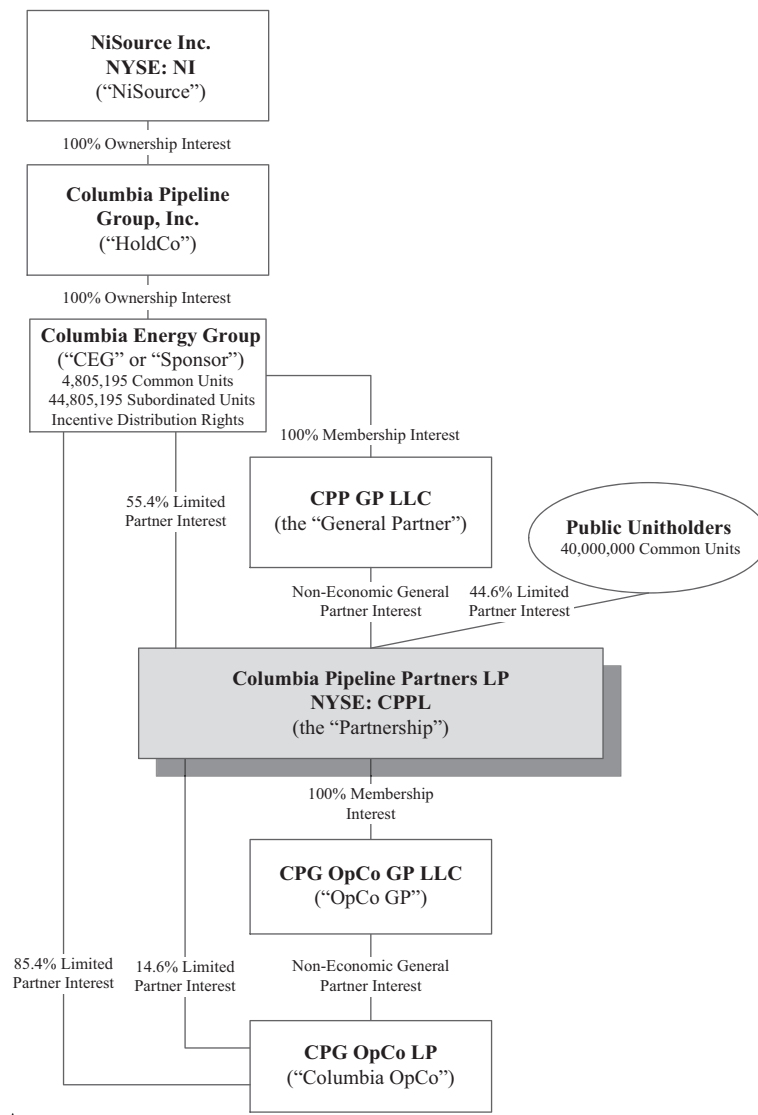 NiSource Inc.
NYSE: NI
(“NiSource”)
100% Ownership Interest
Columbia Pipeline
Group, Inc.
(“HoldCo”)
100% Ownership Interest
Columbia Energy Group
(“CEG” or “Sponsor”)
4,805,195 Common Units
44,805,195 Subordinated Units
Incentive Distribution Rights
100% Membership Interest
55.4% Limited
Partner Interest
CPP GP LLC
(the “General Partner”)
Public Unitholders
40,000,000 Common Units
Non-Economic General
Partner Interest
44.6% Limited
Partner Interest
Columbia Pipeline Partners LP
NYSE: CPPL
(the “Partnership”)
100% Membership
Interest
CPG OpCo GP LLC
(“OpCo GP”)
85.4% Limited
Partner Interest
14.6% Limited
Partner Interest
Non-Economic General
Partner Interest
CPG OpCo LP
(“Columbia OpCo”)